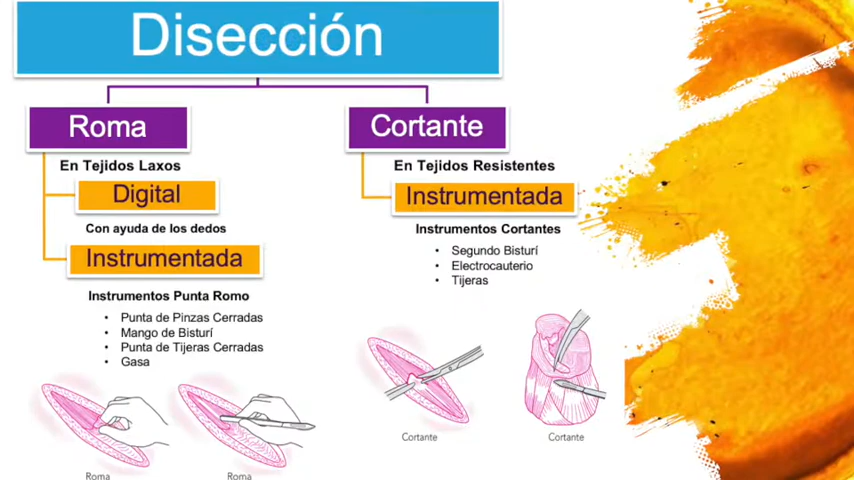 Disección
Roma
En Tejidos Laxos
Digital
Con ayuda de los dedos
Instrumentada
Instrumentos Punta Romo
• Punta de Pinzas Cerradas
• Mango de Bisturí
• Punta de Tijeras Cerradas
• Gasa
Roma
Roma
Cortante
En Tejidos Resistentes
Instrumentada
Instrumentos Cortantes
• Segundo Bisturí
• Electrocauterio
• Tijeras
Cortante
Cortante